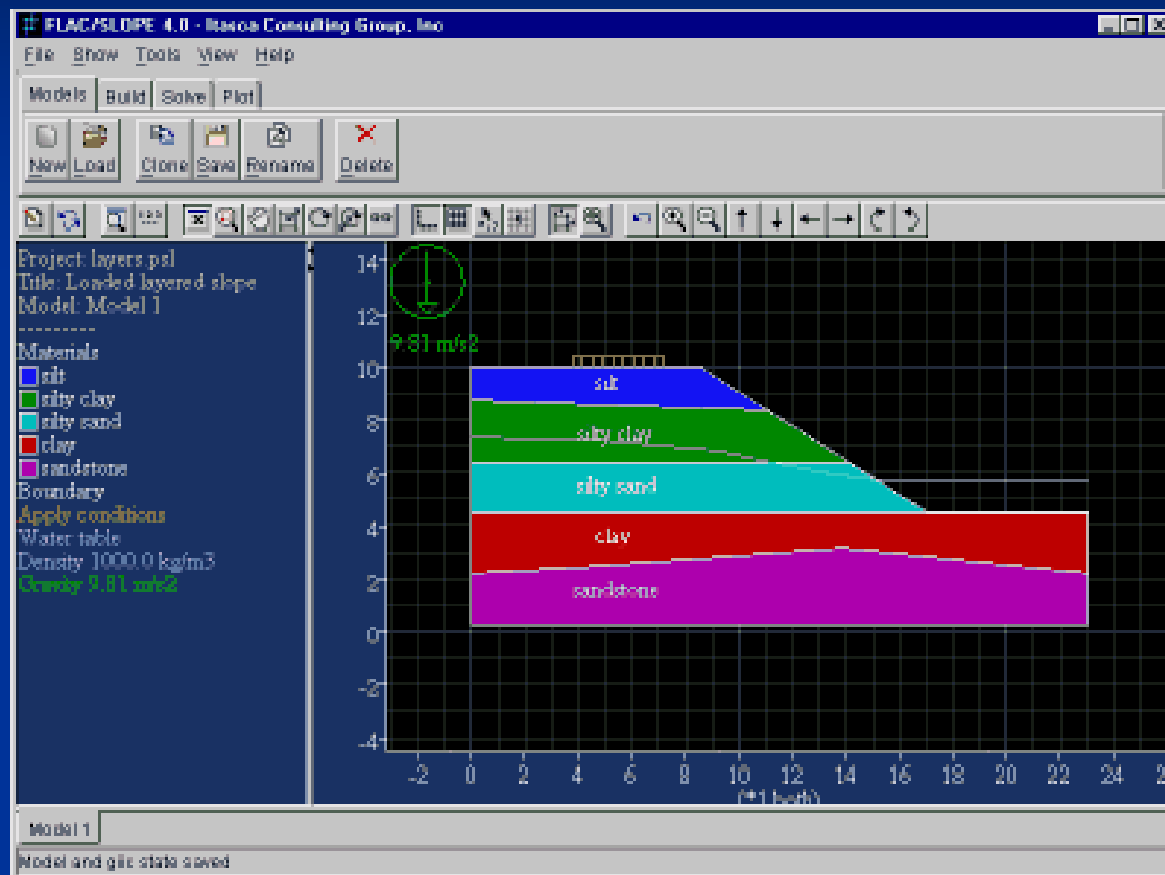 FLAC/SLOPE 4.0 - Itasca Consulting Group, Inc
File Show Tools View Help
Models Build Solve Plot
New Load Clone Save Rename Delete
Project: layers.psl
Title: Loaded layered slope
Model: Model 1
----------
Materials
silt
silty clay
silty sand
clay
sandstone
Boundary
Apply conditions
Water table
Density 1000.0 kg/m3
Gravity 9.81 m/s2
14
12
10
8
6
4
2
0
-2
-4
9.81 m/s2
silt
silty clay
silty sand
clay
sandstone
-2 0 2 4 6 8 10 12 14 16 18 20 22 24
Model 1
Model and giic state saved